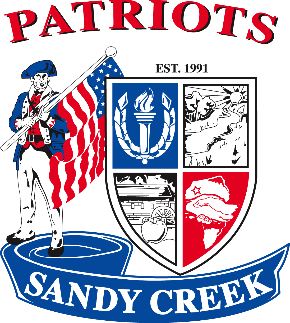 PATRIOTS
EST. 1991
SANDY CREEK